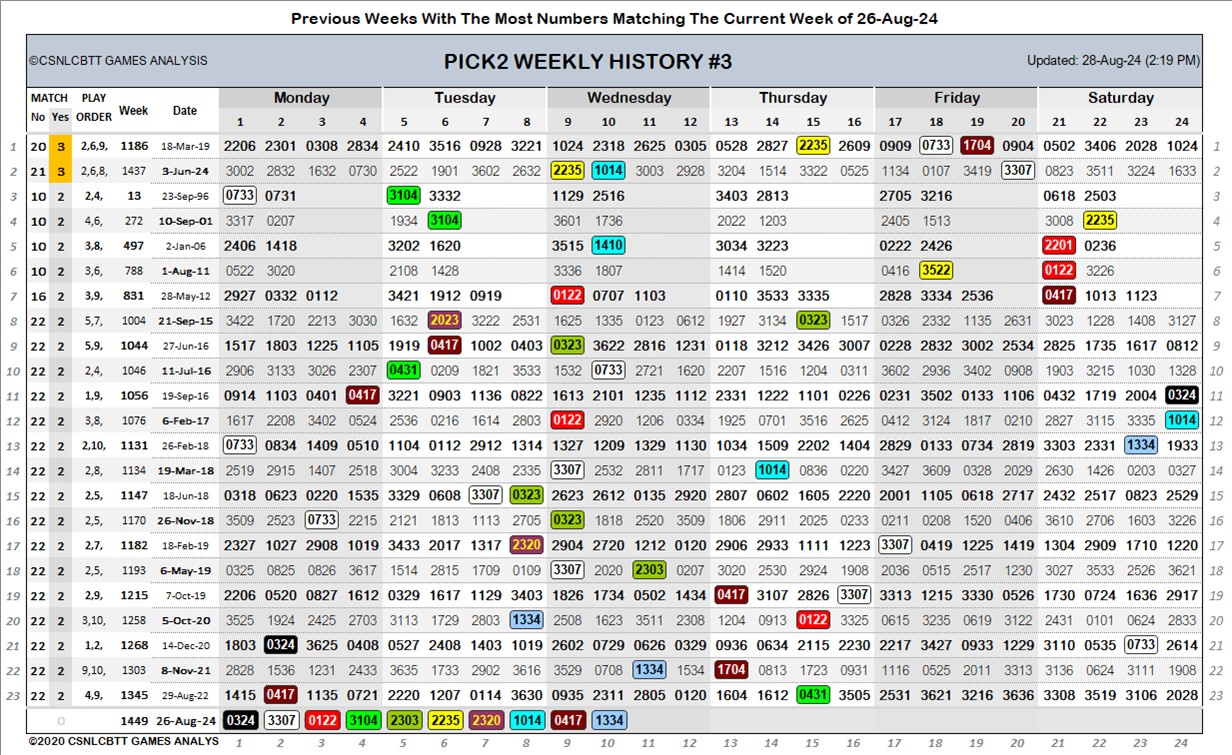 Previous Weeks With The Most Numbers Matching The Current Week of 26-Aug-24
©CSNLCBTT GAMES ANALYSIS PICK2 WEEKLY HISTORY #3 Updated: 28-Aug-24 (2:19 PM)
MATCH PLAY Week Date Monday Tuesday Wednesday Thursday Friday Saturday
No Yes ORDER 1 2 3 4 5 6 7 8 9 10 11 12 13 14 15 16 17 18 19 20 21 22 23 24
1 20 3 2,6,9, 1186 18-Mar-19 2206 2301 0308 2834 2410 3516 0928 3221 1024 2318 2625 0305 0528 2827 2235 2609 0909 0733 1704 0904 0502 3406 2028 1024 1
2 21 3 2,6,8, 1437 3-Jun-24 3002 2832 1632 0730 2522 1901 3602 2632 2235 1014 3003 2928 3204 1514 3322 0525 1134 0107 3419 3307 0823 3511 3224 1633 2
3 10 2 2,4, 13 23-Sep-96 0733 0731 3104 3332 1129 2516 3403 2813 2705 3216 0618 2503 3
4 10 2 4,6, 272 10-Sep-01 3317 0207 1934 3104 3601 1736 2022 1203 2405 1513 3008 2235 4
5 10 2 3,8, 497 2-Jan-06 2406 1418 3202 1620 3515 1410 3034 3223 0222 2426 2201 0236 5
6 10 2 3,6, 788 1-Aug-11 0522 3020 2108 1428 3336 1807 1414 1520 0416 3522 0122 3226 6
7 16 2 3,9, 831 28-May-12 2927 0332 0112 3421 1912 0919 0122 0707 1103 0110 3533 3335 2828 3334 2536 0417 1013 1123 7
8 22 2 5,7, 1004 21-Sep-15 3422 1720 2213 3030 1632 2023 3222 2531 1625 1335 0123 0612 1927 3134 0323 1517 1826 2332 1135 2631 3023 1228 1408 3127 8
9 22 2 5,9, 1044 27-Jun-16 1517 1803 1225 1105 1919 0417 1002 0403 0323 3622 2816 1231 0118 3212 3426 3007 0228 2832 3002 2534 2825 1735 1617 0812 9
10 22 2 2,4, 1046 11-Jul-16 2906 3133 3026 2307 0431 0209 1821 3533 1532 0733 2721 1620 2207 1516 1204 0311 3602 2936 3402 0908 1903 3215 1030 1328 10
11 22 2 1,9, 1056 19-Sep-16 0914 1103 0401 0417 3221 0903 1136 0822 1613 2101 1235 1112 2331 1222 1101 0226 0231 3502 0133 1106 0432 1719 2004 0324 11
12 22 2 3,8, 1076 6-Feb-17 1617 2208 3402 0524 2536 0216 1614 2803 0122 2920 1206 0334 1925 0701 3516 2625 0412 3124 1817 0210 2827 3115 3335 1014 12
13 22 2 2,10, 1131 26-Feb-18 0733 0834 1409 0510 1104 0112 2912 1314 1327 1209 1329 1130 1034 1509 2202 1404 2829 0133 0734 2819 3303 2331 1334 1933 13
14 22 2 2,8, 1134 19-Mar-18 2519 2915 1407 2518 3004 3233 2408 2335 3307 2532 2811 1717 0123 1014 0836 0220 3427 3609 0328 2029 2630 1426 0203 0327 14
15 22 2 2,5, 1147 18-Jun-18 0318 0623 0220 1535 3329 0608 3307 0323 2623 2612 0135 2920 2807 0602 1605 2220 2001 1105 0618 2717 2432 2517 0823 2529 15
16 22 2 2,5, 1170 26-Nov-18 3509 2523 0733 2215 2121 1813 1113 2705 0323 1818 2520 3509 1806 2911 2025 0233 0211 0208 1520 0406 3610 2706 1603 3226 16
17 22 2 2,7, 1182 18-Feb-19 2327 1027 2908 1019 3433 2017 1317 2320 2904 2720 1212 0120 2906 2933 1111 1223 3307 0419 1225 1419 1304 2909 1710 1220 17
18 22 2 2,5, 1193 6-May-19 0325 0825 0826 3617 1514 2815 1709 0109 3307 2020 2303 0207 3020 2530 2924 1908 2036 0515 2517 1230 3027 3533 2526 3621 18
19 22 2 2,9, 1215 7-Oct-19 2206 0520 0827 1612 0329 1617 1129 3403 1826 1734 0502 1434 0417 3107 2826 3307 3313 1215 3330 0526 1730 0724 1636 2917 19
20 22 2 3,10, 1258 5-Oct-20 3525 1924 2425 2703 3113 1729 2803 1334 2508 1623 3511 2308 1204 0913 0122 3320 0615 3235 0619 3122 2431 0101 0624 2833 20
21 22 2 1,2, 1268 14-Dec-20 1803 0324 3625 0408 0527 2408 1403 1019 2602 0729 0626 0329 0936 0634 2115 2230 2217 3427 0933 1229 3110 0535 0733 2614 21
22 22 2 9,10, 1303 8-Nov-21 2828 1536 1231 2433 3635 1733 2902 3616 3529 0708 1334 1534 1704 0813 1723 0931 1116 0525 2011 3313 3136 0624 3111 1908 22
23 22 2 4,9, 1345 29-Aug-22 1415 0417 1135 0721 2220 1207 0114 3630 0935 2311 2805 0120 1604 1612 0431 3505 2531 3621 3216 3636 3308 3519 3106 2028 23
0 1449 26-Aug-24 0324 3307 0122 3104 2303 2235 2320 1014 0417 1334
©2020 CSNLCBTT GAMES ANALYS 1 2 3 4 5 6 7 8 9 10 11 12 13 14 15 16 17 18 19 20 21 22 23 24